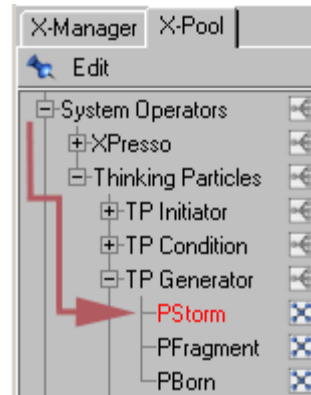 X-Manager X-Pool
Edit
System Operators
XPresso
Thinking Particles
TP Initiator
TP Condition
TP Generator
PStorm
PFragment
PBorn